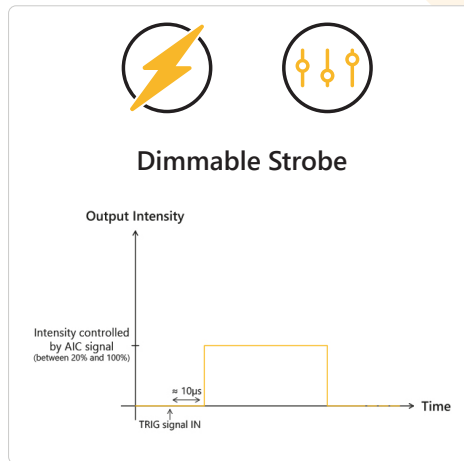 Dimmable Strobe
Output Intensity
Intensity controlled
by AIC signal
(between 20% and 100%)
≈ 10µs
Time
TRIG signal IN